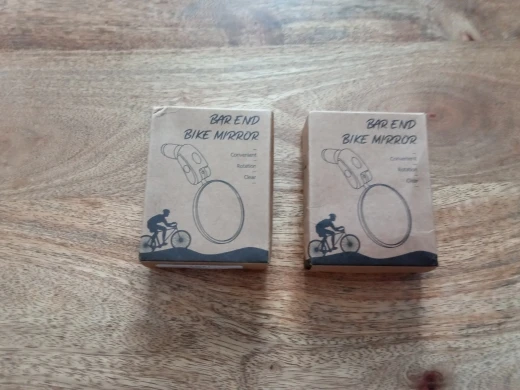 BAR END
BIKE MIRROR
Convenient
Rotation
Clear
BAR END
BIKE MIRROR
Convenient
Rotation
Clear